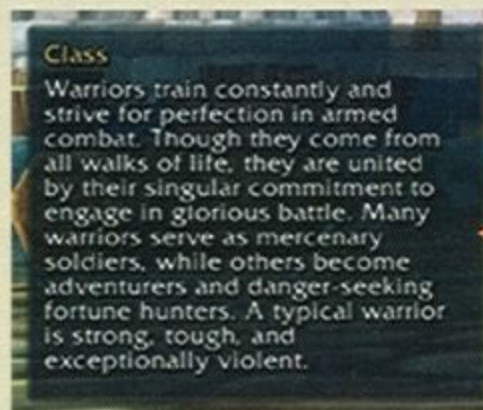 Class
Warriors train constantly and
strive for perfection in armed
combat. Though they come from
all walks of life, they are united
by their singular commitment to
engage in glorious battle. Many
warriors serve as mercenary
soldiers, while others become
adventurers and danger-seeking
fortune hunters. A typical warrior
is strong, tough, and
exceptionally violent.